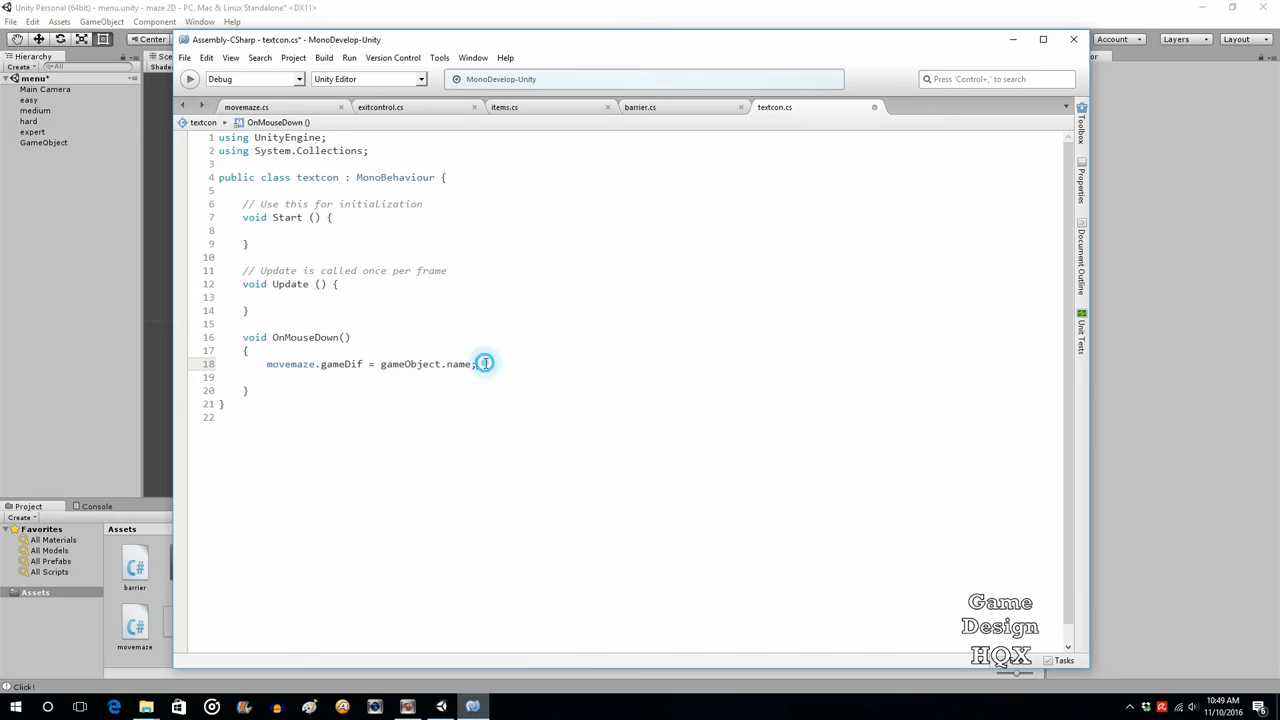 Unity Personal (64bit) - menu.unity - maze 2D - PC, Mac & Linux Standalone* <DX11>
File Edit Assets GameObject Component Window Help
Center
Account Layers Layout
Hierarchy
Create All
menu*
Main Camera
easy
medium
hard
expert
GameObject
Assembly-CSharp - textcon.cs* - MonoDevelop-Unity
File Edit View Search Project Build Run Version Control Tools Window Help
Debug Unity Editor MonoDevelop-Unity Press 'Control+,' to search
movemaze.cs exitcontrol.cs items.cs barrier.cs textcon.cs
textcon OnMouseDown ()
1 using UnityEngine;
2 using System.Collections;
3
4 public class textcon : MonoBehaviour {
5
6 // Use this for initialization
7 void Start () {
8
9 }
10
11 // Update is called once per frame
12 void Update () {
13
14 }
15
16 void OnMouseDown()
17 {
18 movemaze.gameDif = gameObject.name;
19
20 }
21 }
22
Toolbox
Properties
Document Outline
Unit Tests
Tasks
Project Console
Create
Favorites
All Materials
All Models
All Prefabs
All Scripts
Assets
Assets
C#
barrier
C#
movemaze
Game
Design
HQX
Click!
10:49 AM
11/10/2016